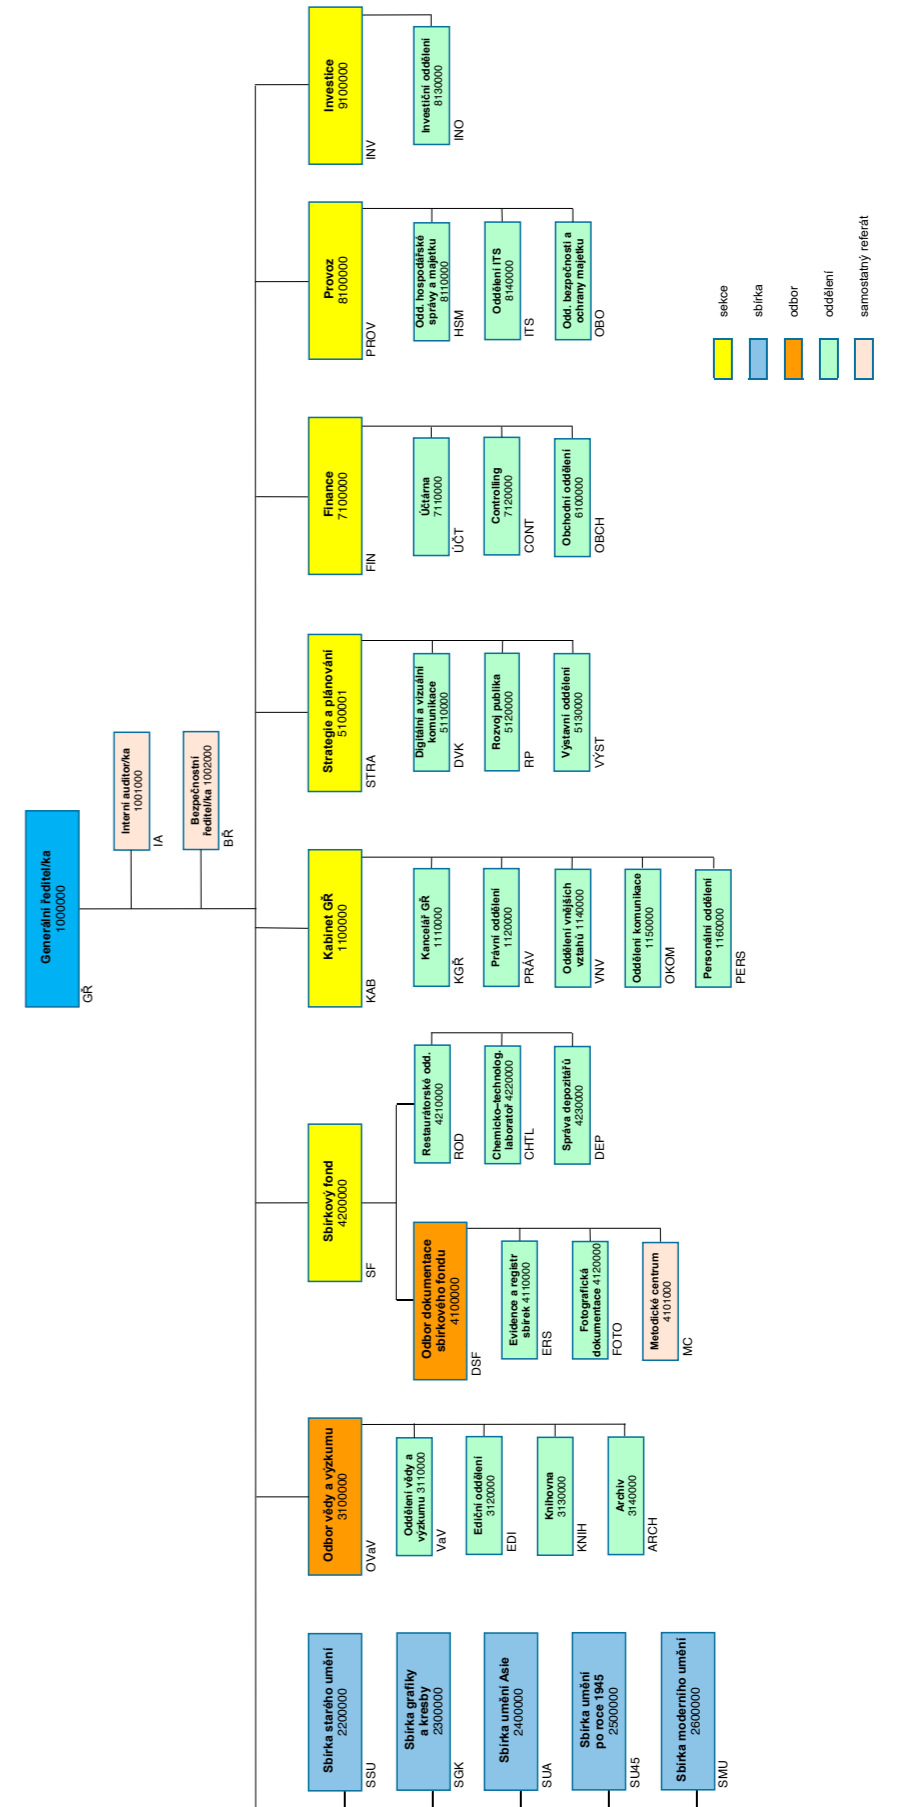 Generální ředitel/ka
1000000
GŘ
Interní auditor/ka
1001000
IA
Bezpečnostní
ředitel/ka 1002000
BŘ
Sbírka starého umění
2200000
SSU
Sbírka grafiky
a kresby
2300000
SGK
Sbírka umění Asie
2400000
SUA
Sbírka umění
po roce 1945
2500000
SU45
Sbírka moderního umění
2600000
SMU
Odbor vědy a výzkumu
3100000
OVaV
Oddělení vědy a
výzkumu 3110000
VaV
Ediční oddělení
3120000
EDI
Knihovna
3130000
KNIH
Archiv
3140000
ARCH
Sbírkový fond
4200000
SF
Odbor dokumentace
sbírkového fondu
4100000
DSF
Evidence a registr
sbírek 4110000
ERS
Fotografická
dokumentace 4120000
FOTO
Metodické centrum
4101000
MC
Restaurátorské odd.
4210000
ROD
Chemicko–technolog.
laboratoř 4220000
CHTL
Správa depozitářů
4230000
DEP
Kabinet GŘ
1100000
KAB
Kancelář GŘ
1110000
KGŘ
Právní oddělení
1120000
PRÁV
Oddělení vnějších
vztahů 1140000
VNV
Oddělení komunikace
1150000
OKOM
Personální oddělení
1160000
PERS
Strategie a plánování
5100001
STRA
Digitální a vizuální
komunikace
5110000
DVK
Rozvoj publika
5120000
RP
Výstavní oddělení
5130000
VÝST
Finance
7100000
FIN
Účtárna
7110000
ÚČT
Controlling
7120000
CONT
Obchodní oddělení
6100000
OBCH
Provoz
8100000
PROV
Odd. hospodářské
správy a majetku
8110000
HSM
Oddělení ITS
8140000
ITS
Odd. bezpečnosti a
ochrany majetku
OBO
Investice
9100000
INV
Investiční oddělení
8130000
INO
sekce
sbírka
odbor
oddělení
samostatný referát